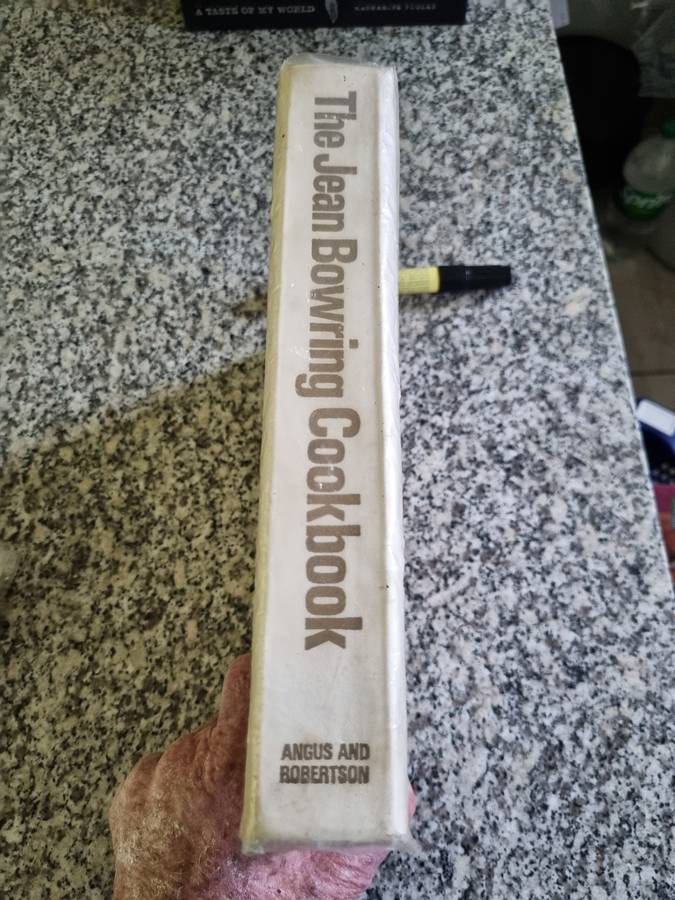 A TASTE OF MY WORLD
The Jean Bowring Cookbook
ANGUS AND
ROBERTSON